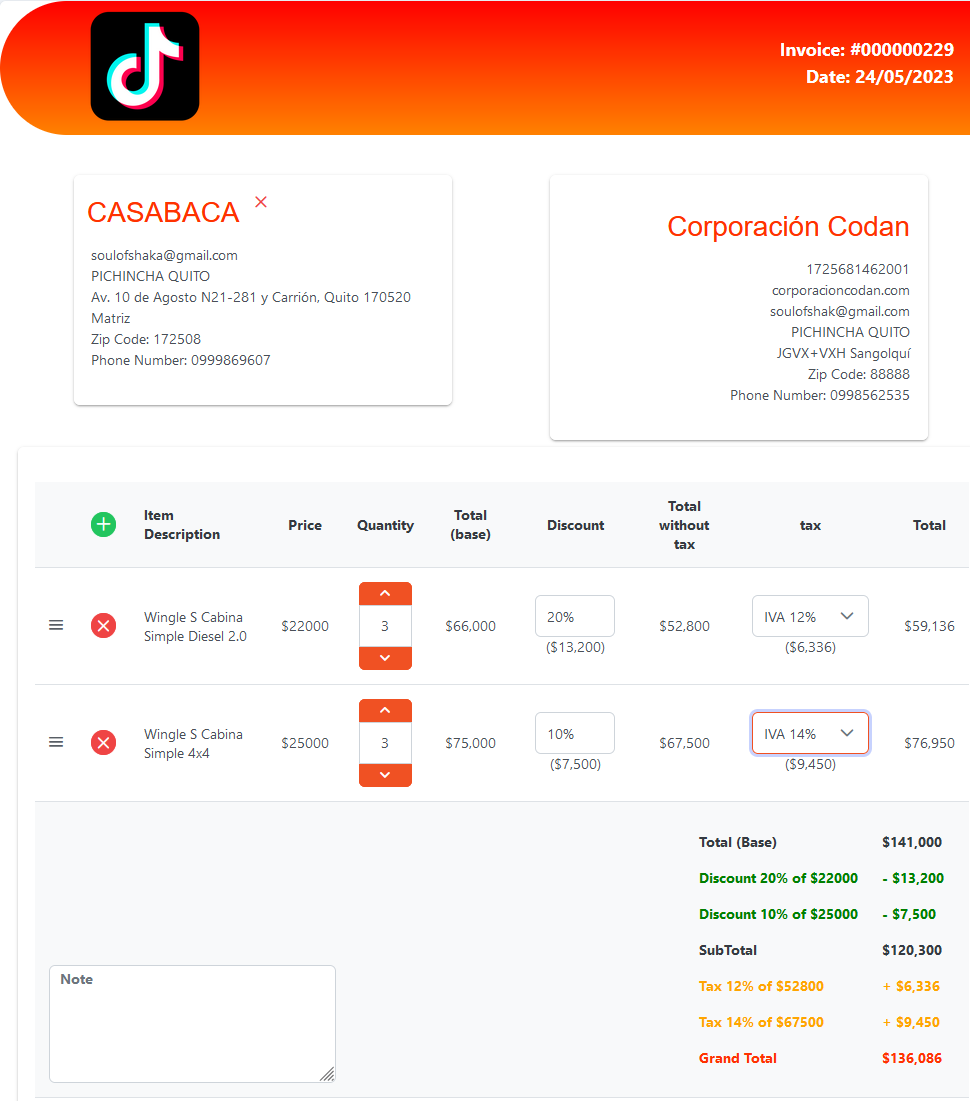 Invoice: #000000229
Date: 24/05/2023
CASABACA
soulofshaka@gmail.com
PICHINCHA QUITO
Av. 10 de Agosto N21-281 y Carrión, Quito 170520
Matriz
Zip Code: 172508
Phone Number: 0999869607
Corporación Codan
1725681462001
corporacioncodan.com
soulofshak@gmail.com
PICHINCHA QUITO
JGVX+VXH Sangolquí
Zip Code: 88888
Phone Number: 0998562535
Item
Description
Price
Quantity
Total
(base)
Discount
Total
without
tax
tax
Total
Wingle S Cabina
Simple Diesel 2.0
$22000
3
$66,000
20%
($13,200)
$52,800
IVA 12%
($6,336)
$59,136
Wingle S Cabina
Simple 4x4
$25000
3
$75,000
10%
($7,500)
$67,500
IVA 14%
($9,450)
$76,950
Total (Base) $141,000
Discount 20% of $22000 - $13,200
Discount 10% of $25000 - $7,500
SubTotal $120,300
Tax 12% of $52800 + $6,336
Tax 14% of $67500 + $9,450
Grand Total $136,086
Note